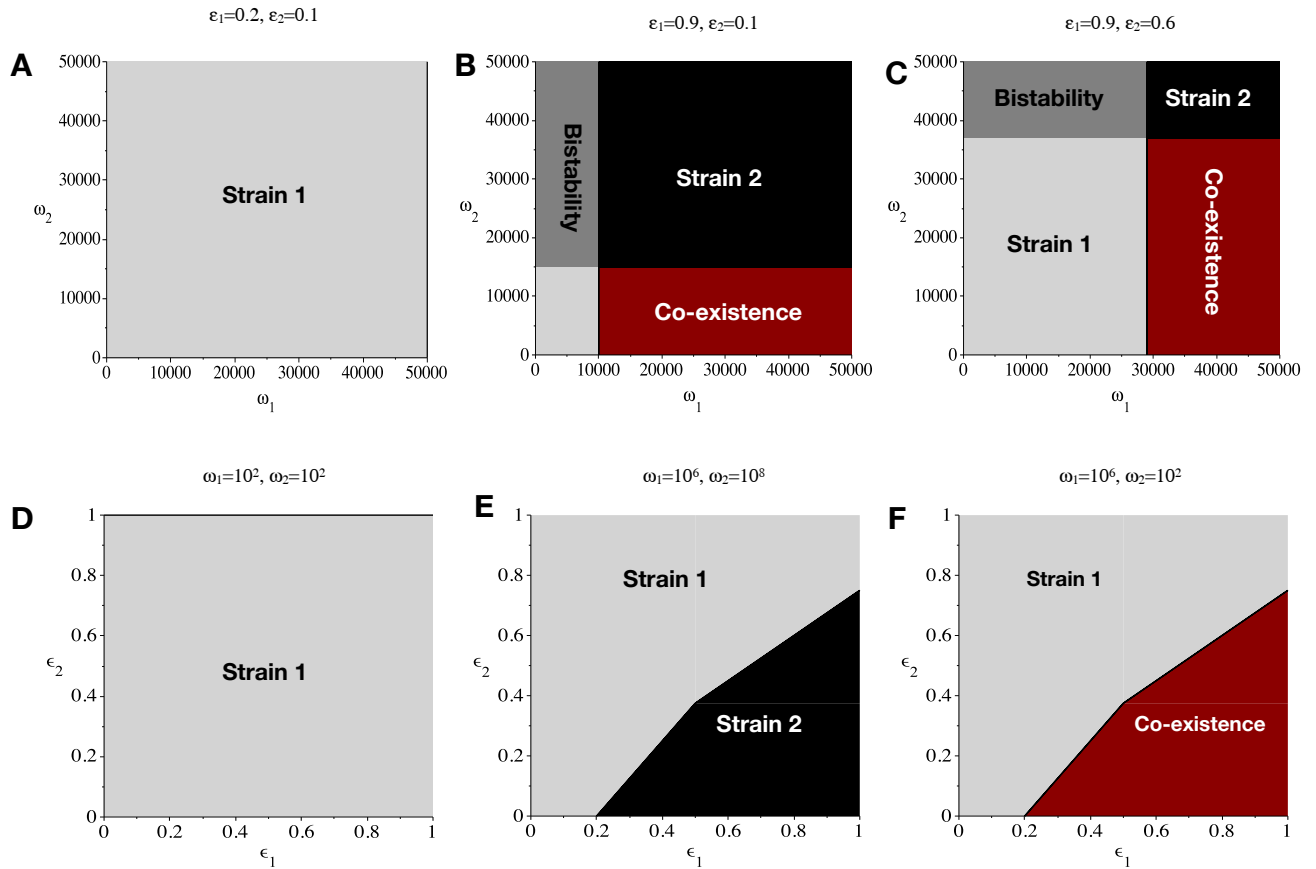 ε₁=0.2, ε₂=0.1
A
50000
40000
30000
20000
10000
0
ω₂
Strain 1
0 10000 20000 30000 40000 50000
ω₁
ε₁=0.9, ε₂=0.1
B
50000
40000
30000
20000
10000
0
ω₂
Bistability
Strain 2
Co-existence
0 10000 20000 30000 40000 50000
ω₁
ε₁=0.9, ε₂=0.6
C
50000
40000
30000
20000
10000
0
ω₂
Bistability
Strain 2
Strain 1
Co-existence
0 10000 20000 30000 40000 50000
ω₁
ω₁=10², ω₂=10²
D
1
0.8
0.6
0.4
0.2
0
ϵ₂
Strain 1
0 0.2 0.4 0.6 0.8 1
ϵ₁
ω₁=10⁶, ω₂=10⁸
E
1
0.8
0.6
0.4
0.2
0
ϵ₂
Strain 1
Strain 2
0 0.2 0.4 0.6 0.8 1
ϵ₁
ω₁=10⁶, ω₂=10²
F
1
0.8
0.6
0.4
0.2
0
ϵ₂
Strain 1
Co-existence
0 0.2 0.4 0.6 0.8 1
ϵ₁